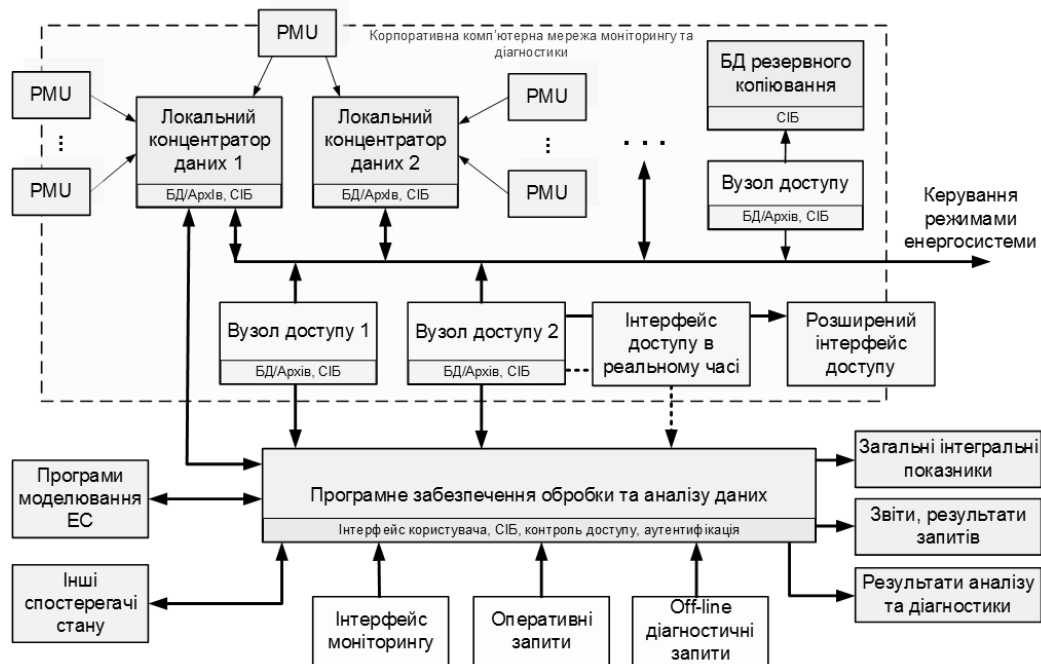 PMU
Корпоративна комп'ютерна мережа моніторингу та
діагностики
PMU
⋮
PMU
Локальний
концентратор
даних 1
БД/Архів, СІБ
Локальний
концентратор
даних 2
БД/Архів, СІБ
PMU
⋮
PMU
. . .
БД резервного
копіювання
СІБ
Вузол доступу
БД/Архів, СІБ
Керування
режимами
енергосистеми
Вузол доступу 1
БД/Архів, СІБ
Вузол доступу 2
БД/Архів, СІБ
Інтерфейс
доступу в
реальному часі
Розширений
інтерфейс
доступу
Програми
моделювання
ЕС
Інші
спостерегачі
стану
Програмне забезпечення обробки та аналізу даних
Інтерфейс користувача, СІБ, контроль доступу, аутентифікація
Загальні інтегральні
показники
Звіти, результати
запитів
Результати аналізу
та діагностики
Інтерфейс
моніторингу
Оперативні
запити
Off-line
діагностичні
запити